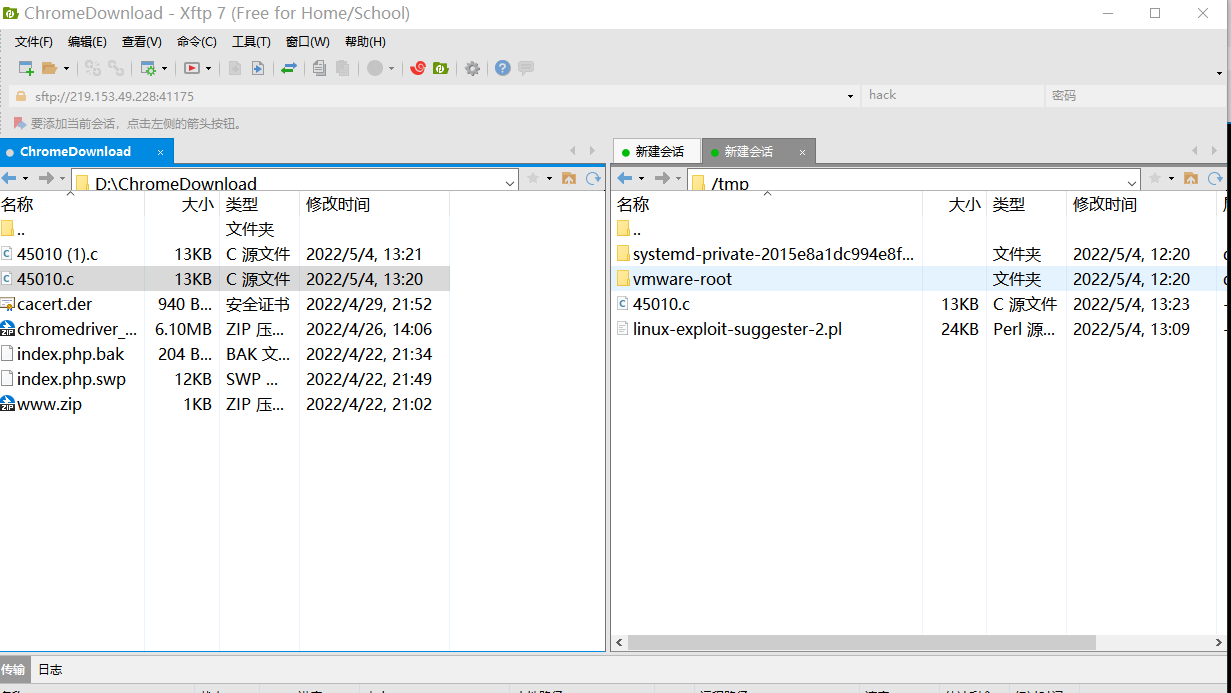 ChromeDownload - Xftp 7 (Free for Home/School)
文件(F) 编辑(E) 查看(V) 命令(C) 工具(T) 窗口(W) 帮助(H)
sftp://219.153.49.228:41175 hack 密码
要添加当前会话，点击左侧的箭头按钮。
ChromeDownload × 新建会话 新建会话 ×
D:\ChromeDownload /tmp
名称 大小 类型 修改时间
..  文件夹
45010 (1).c 13KB C 源文件 2022/5/4, 13:21
45010.c 13KB C 源文件 2022/5/4, 13:20
cacert.der 940 B... 安全证书 2022/4/29, 21:52
chromedriver_... 6.10MB ZIP 压... 2022/4/26, 14:06
index.php.bak 204 B... BAK 文... 2022/4/22, 21:34
index.php.swp 12KB SWP ... 2022/4/22, 21:49
www.zip 1KB ZIP 压... 2022/4/22, 21:02
名称 大小 类型 修改时间
..
systemd-private-2015e8a1dc994e8f... 文件夹 2022/5/4, 12:20
vmware-root 文件夹 2022/5/4, 12:20
45010.c 13KB C 源文件 2022/5/4, 13:23
linux-exploit-suggester-2.pl 24KB Perl 源... 2022/5/4, 13:09
传输 日志